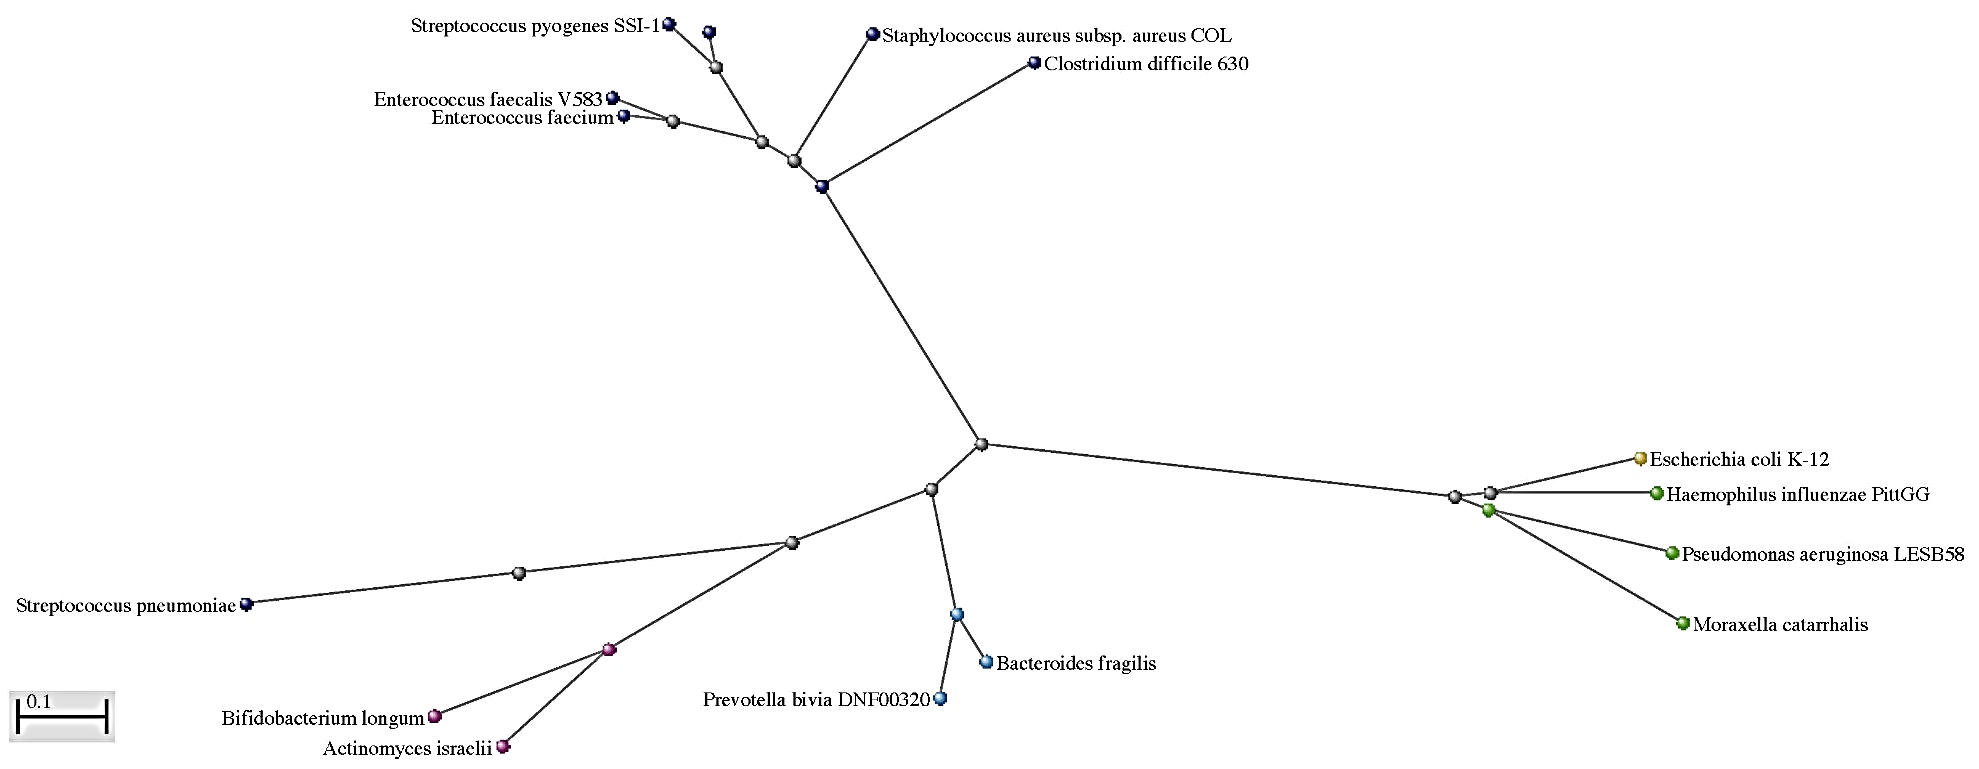 Streptococcus pyogenes SSI-1
Staphylococcus aureus subsp. aureus COL
Clostridium difficile 630
Enterococcus faecalis V583
Enterococcus faecium
Escherichia coli K-12
Haemophilus influenzae PittGG
Pseudomonas aeruginosa LESB58
Streptococcus pneumoniae
Moraxella catarrhalis
Bacteroides fragilis
Prevotella bivia DNF00320
0.1
Bifidobacterium longum
Actinomyces israelii